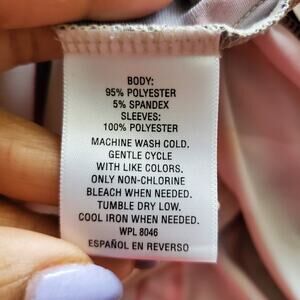 BODY:
95% POLYESTER
5% SPANDEX
SLEEVES:
100% POLYESTER
MACHINE WASH COLD.
GENTLE CYCLE
WITH LIKE COLORS.
ONLY NON-CHLORINE
BLEACH WHEN NEEDED.
TUMBLE DRY LOW.
COOL IRON WHEN NEEDED.
WPL 8046
ESPAÑOL EN REVERSO